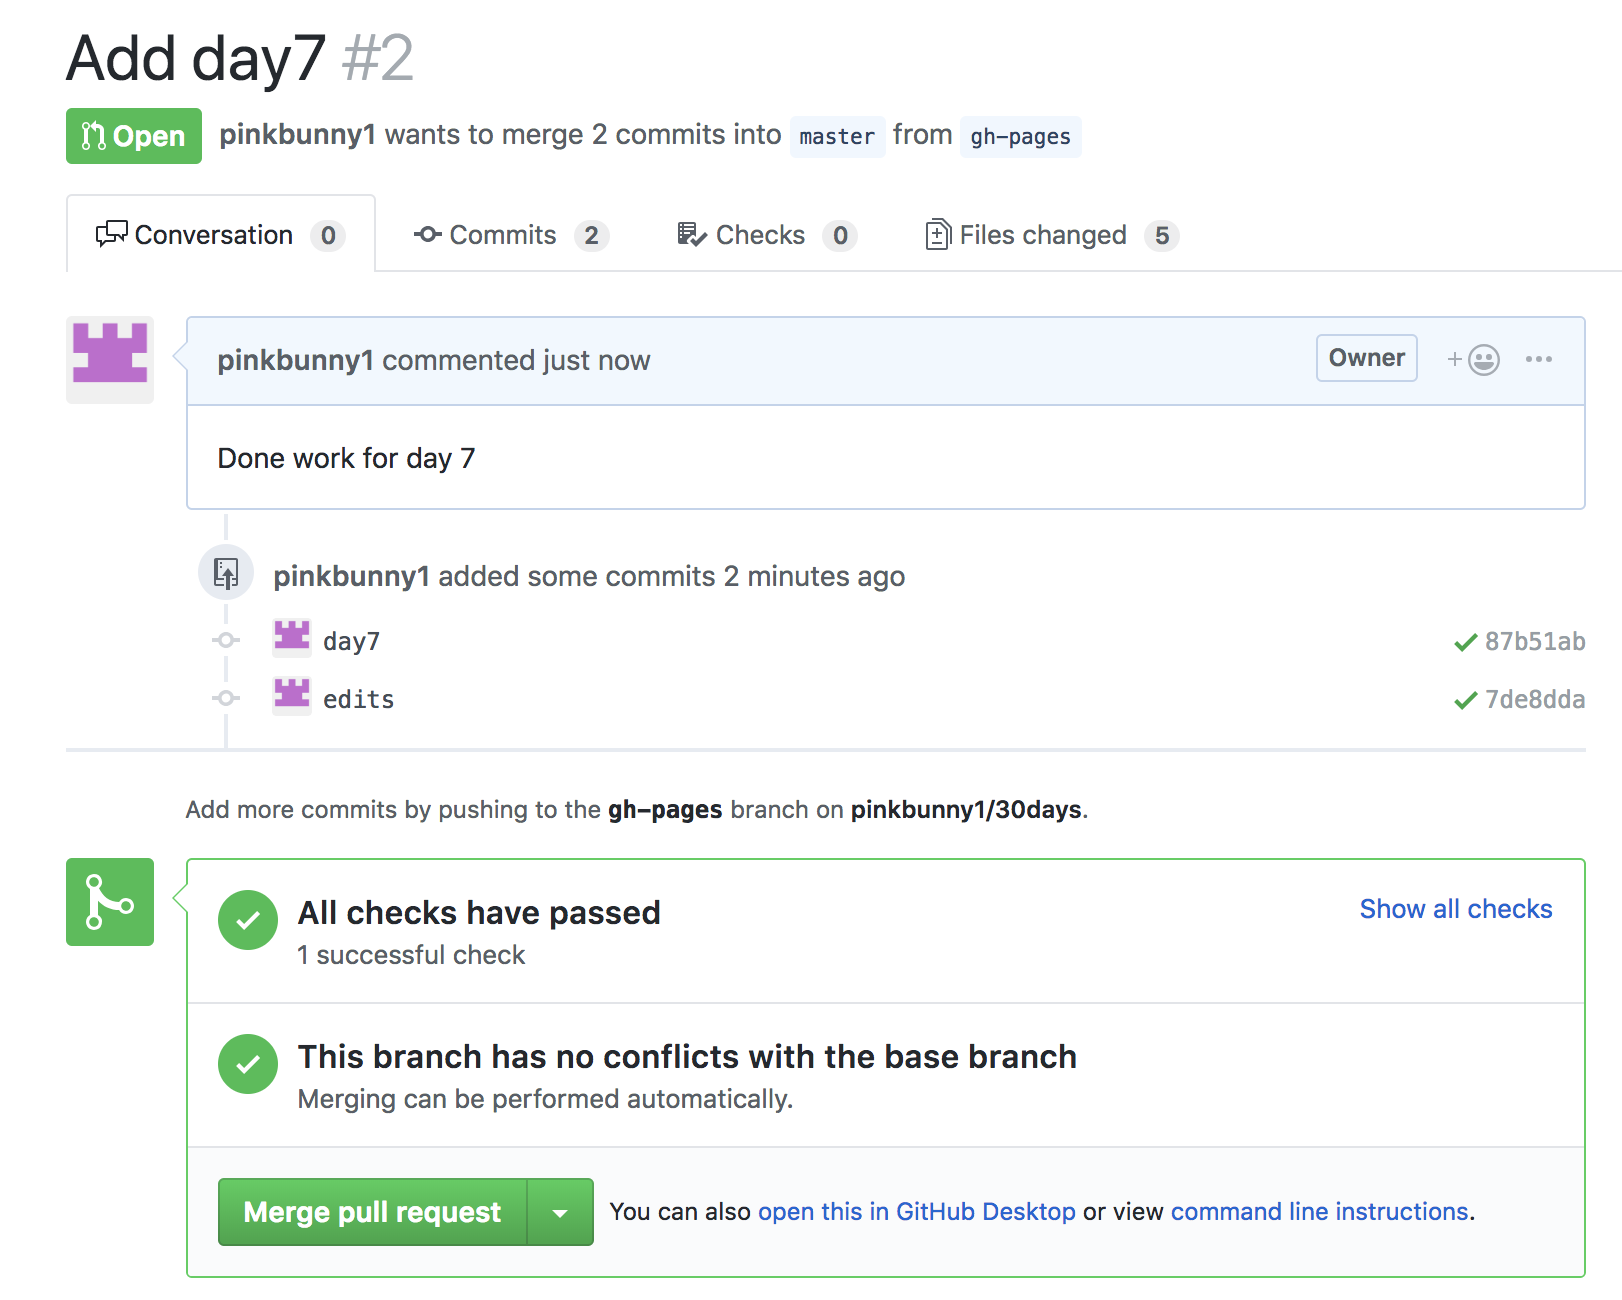 Add day7 #2
Open pinkbunny1 wants to merge 2 commits into master from gh-pages
Conversation 0 Commits 2 Checks 0 Files changed 5
pinkbunny1 commented just now Owner
Done work for day 7
pinkbunny1 added some commits 2 minutes ago
day7 87b51ab
edits 7de8dda
Add more commits by pushing to the gh-pages branch on pinkbunny1/30days.
All checks have passed Show all checks
1 successful check
This branch has no conflicts with the base branch
Merging can be performed automatically.
Merge pull request You can also open this in GitHub Desktop or view command line instructions.